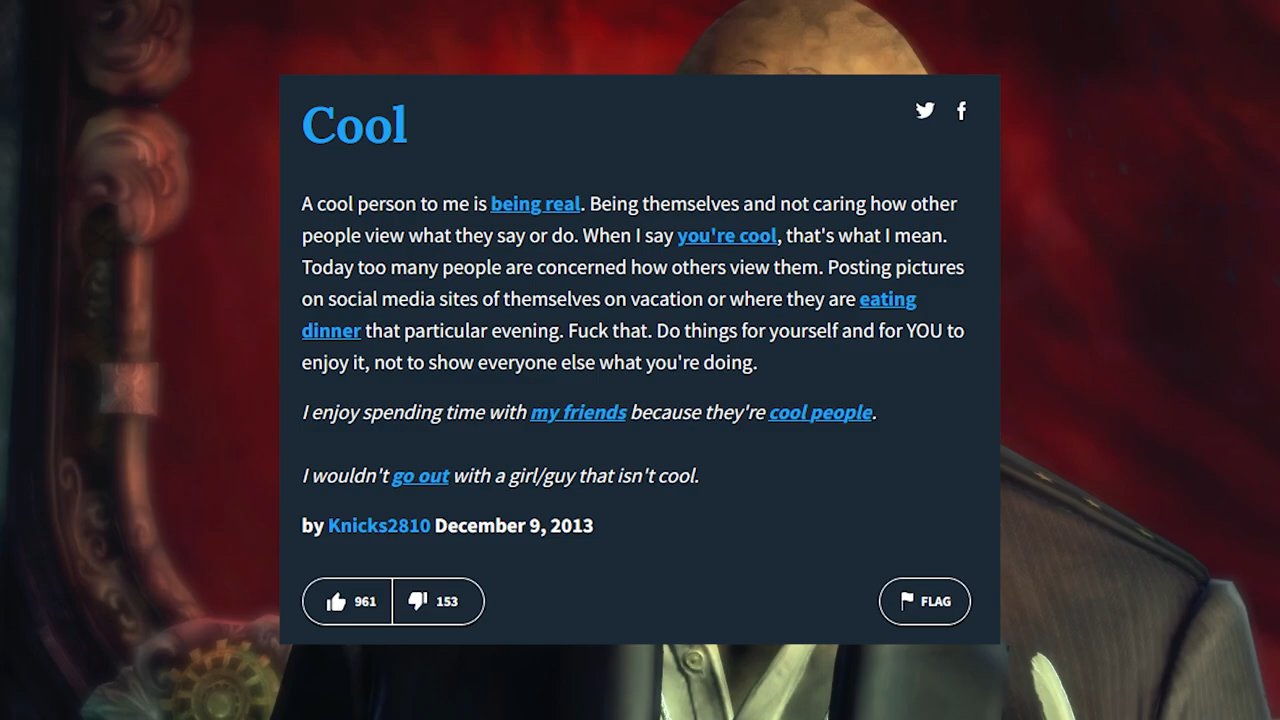 Cool
A cool person to me is being real. Being themselves and not caring how other
people view what they say or do. When I say you're cool, that's what I mean.
Today too many people are concerned how others view them. Posting pictures
on social media sites of themselves on vacation or where they are eating
dinner that particular evening. Fuck that. Do things for yourself and for YOU to
enjoy it, not to show everyone else what you're doing.
I enjoy spending time with my friends because they're cool people.
I wouldn't go out with a girl/guy that isn't cool.
by Knicks2810 December 9, 2013
961 153 FLAG